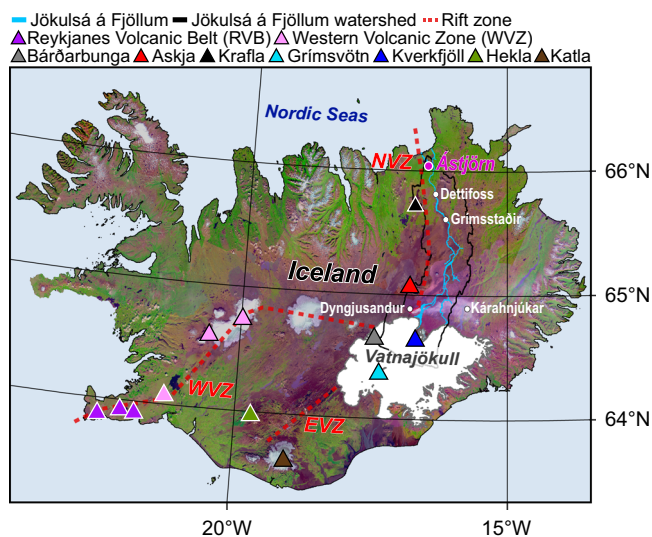 Jökulsá á Fjöllum Jökulsá á Fjöllum watershed Rift zone
Reykjanes Volcanic Belt (RVB) Western Volcanic Zone (WVZ)
Bárðarbunga Askja Krafla Grímsvötn Kverkfjöll Hekla Katla
Nordic Seas
NVZ Ástjörn 66°N
Dettifoss
Grímsstaðir
Iceland
65°N
Dyngjusandur Kárahnjúkar
Vatnajökull
WVZ
EVZ 64°N
20°W 15°W